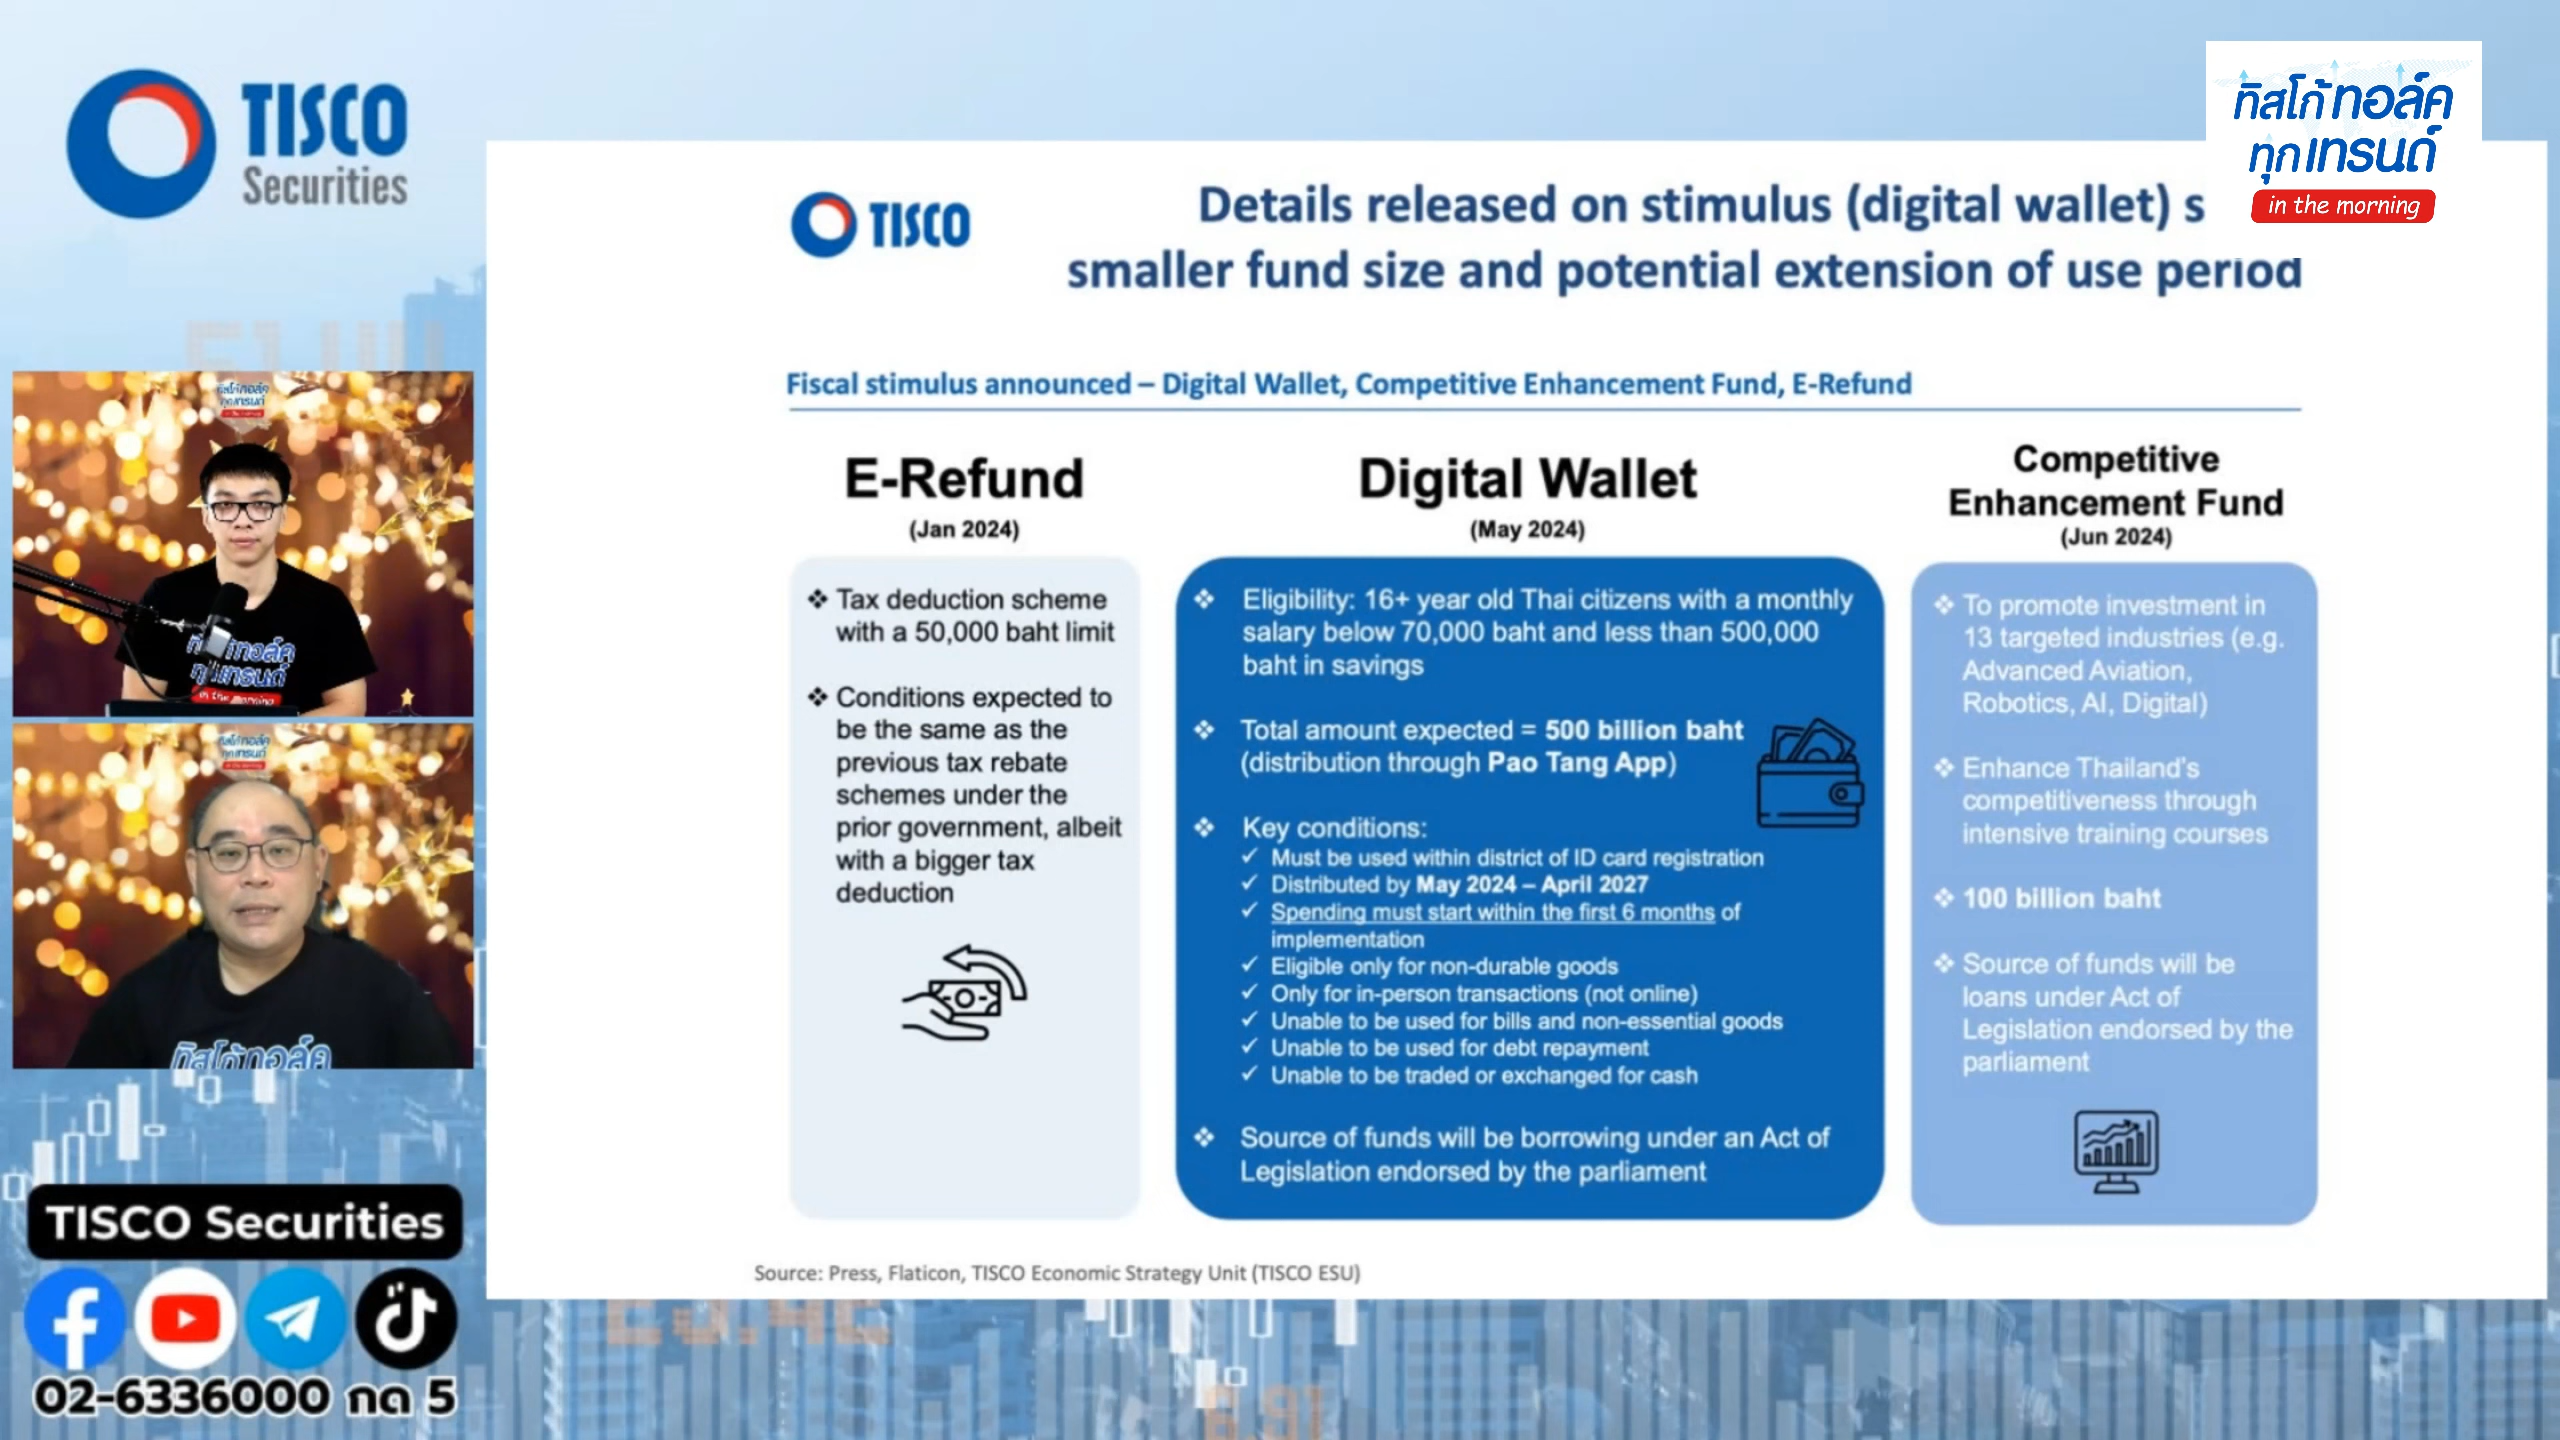 TISCO
Securities
ทิสโก้ทอล์ค
ทุกเทรนด์
in the morning
TISCO
Details released on stimulus (digital wallet) s
smaller fund size and potential extension of use period
Fiscal stimulus announced – Digital Wallet, Competitive Enhancement Fund, E-Refund
E-Refund
(Jan 2024)
❖ Tax deduction scheme
with a 50,000 baht limit
❖ Conditions expected to
be the same as the
previous tax rebate
schemes under the
prior government, albeit
with a bigger tax
deduction
Digital Wallet
(May 2024)
❖ Eligibility: 16+ year old Thai citizens with a monthly
salary below 70,000 baht and less than 500,000
baht in savings
❖ Total amount expected = 500 billion baht
(distribution through Pao Tang App)
❖ Key conditions:
✓ Must be used within district of ID card registration
✓ Distributed by May 2024 – April 2027
✓ Spending must start within the first 6 months of
implementation
✓ Eligible only for non-durable goods
✓ Only for in-person transactions (not online)
✓ Unable to be used for bills and non-essential goods
✓ Unable to be used for debt repayment
✓ Unable to be traded or exchanged for cash
❖ Source of funds will be borrowing under an Act of
Legislation endorsed by the parliament
Competitive
Enhancement Fund
(Jun 2024)
❖ To promote investment in
13 targeted industries (e.g.
Advanced Aviation,
Robotics, AI, Digital)
❖ Enhance Thailand's
competitiveness through
intensive training courses
❖ 100 billion baht
❖ Source of funds will be
loans under Act of
Legislation endorsed by the
parliament
Source: Press, Flaticon, TISCO Economic Strategy Unit (TISCO ESU)
ทิสโก้ทอล์ค
TISCO Securities
02-6336000 กด 5